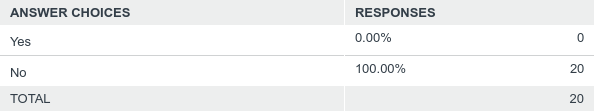 ANSWER CHOICES RESPONSES
Yes 0.00% 0
No 100.00% 20
TOTAL 20